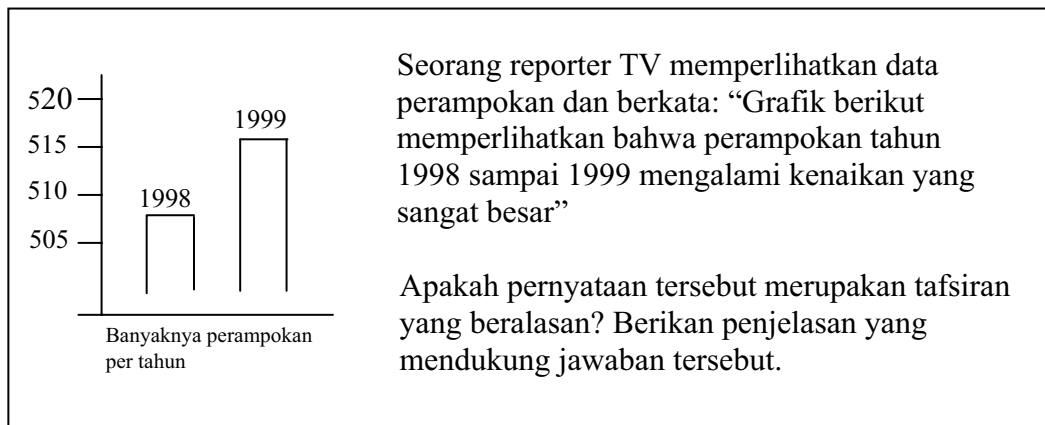 520
515
510
505
1998
1999
Banyaknya perampokan
per tahun
Seorang reporter TV memperlihatkan data
perampokan dan berkata: “Grafik berikut
memperlihatkan bahwa perampokan tahun
1998 sampai 1999 mengalami kenaikan yang
sangat besar”
Apakah pernyataan tersebut merupakan tafsiran
yang beralasan? Berikan penjelasan yang
mendukung jawaban tersebut.